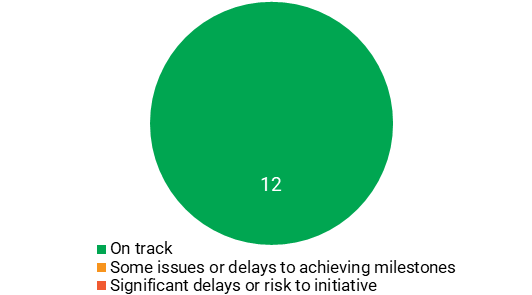 12
On track
Some issues or delays to achieving milestones
Significant delays or risk to initiative